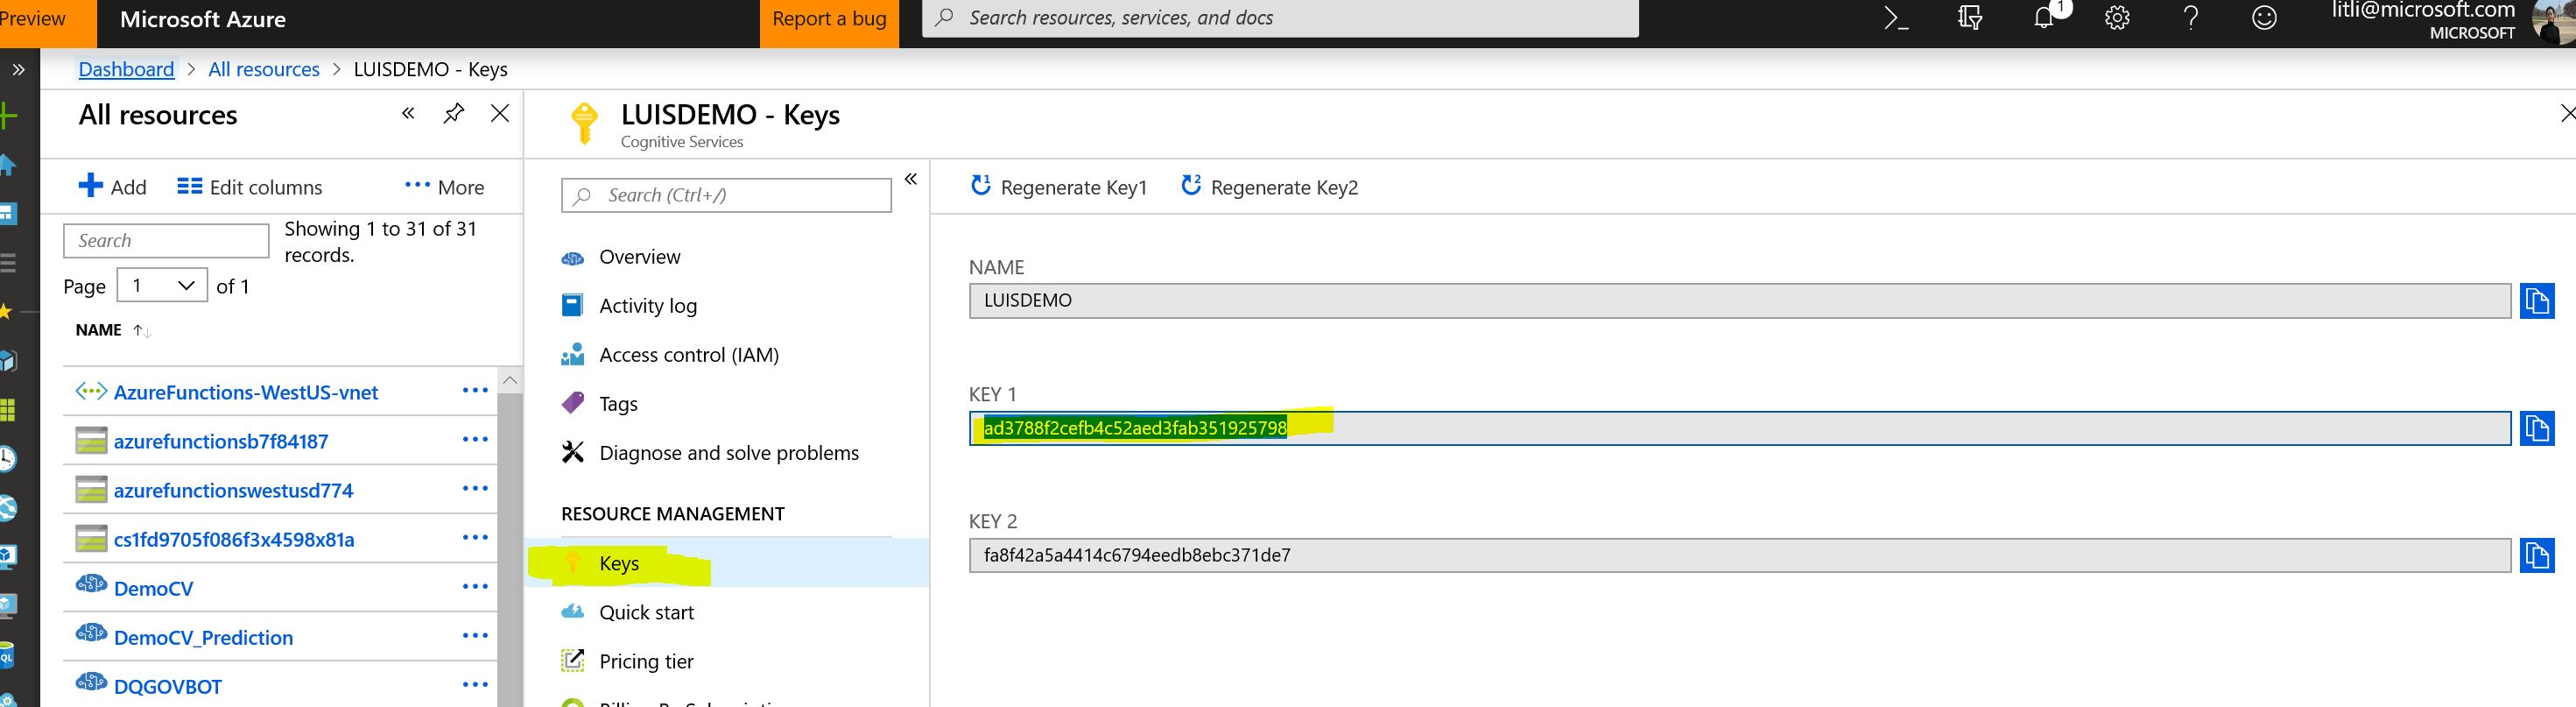 Preview
Microsoft Azure
Report a bug
Search resources, services, and docs
1
litli@microsoft.com
MICROSOFT
Dashboard > All resources > LUISDEMO - Keys
All resources
Add
Edit columns
More
Search
Showing 1 to 31 of 31
records.
Page 1 of 1
NAME
AzureFunctions-WestUS-vnet
azurefunctionsb7f84187
azurefunctionswestusd774
cs1fd9705f086f3x4598x81a
DemoCV
DemoCV_Prediction
DQGOVBOT
LUISDEMO - Keys
Cognitive Services
Search (Ctrl+/)
Overview
Activity log
Access control (IAM)
Tags
Diagnose and solve problems
RESOURCE MANAGEMENT
Keys
Quick start
Pricing tier
Regenerate Key1
Regenerate Key2
NAME
LUISDEMO
KEY 1
ad3788f2cefb4c52aed3fab351925798
KEY 2
fa8f42a5a4414c6794eedb8ebc371de7